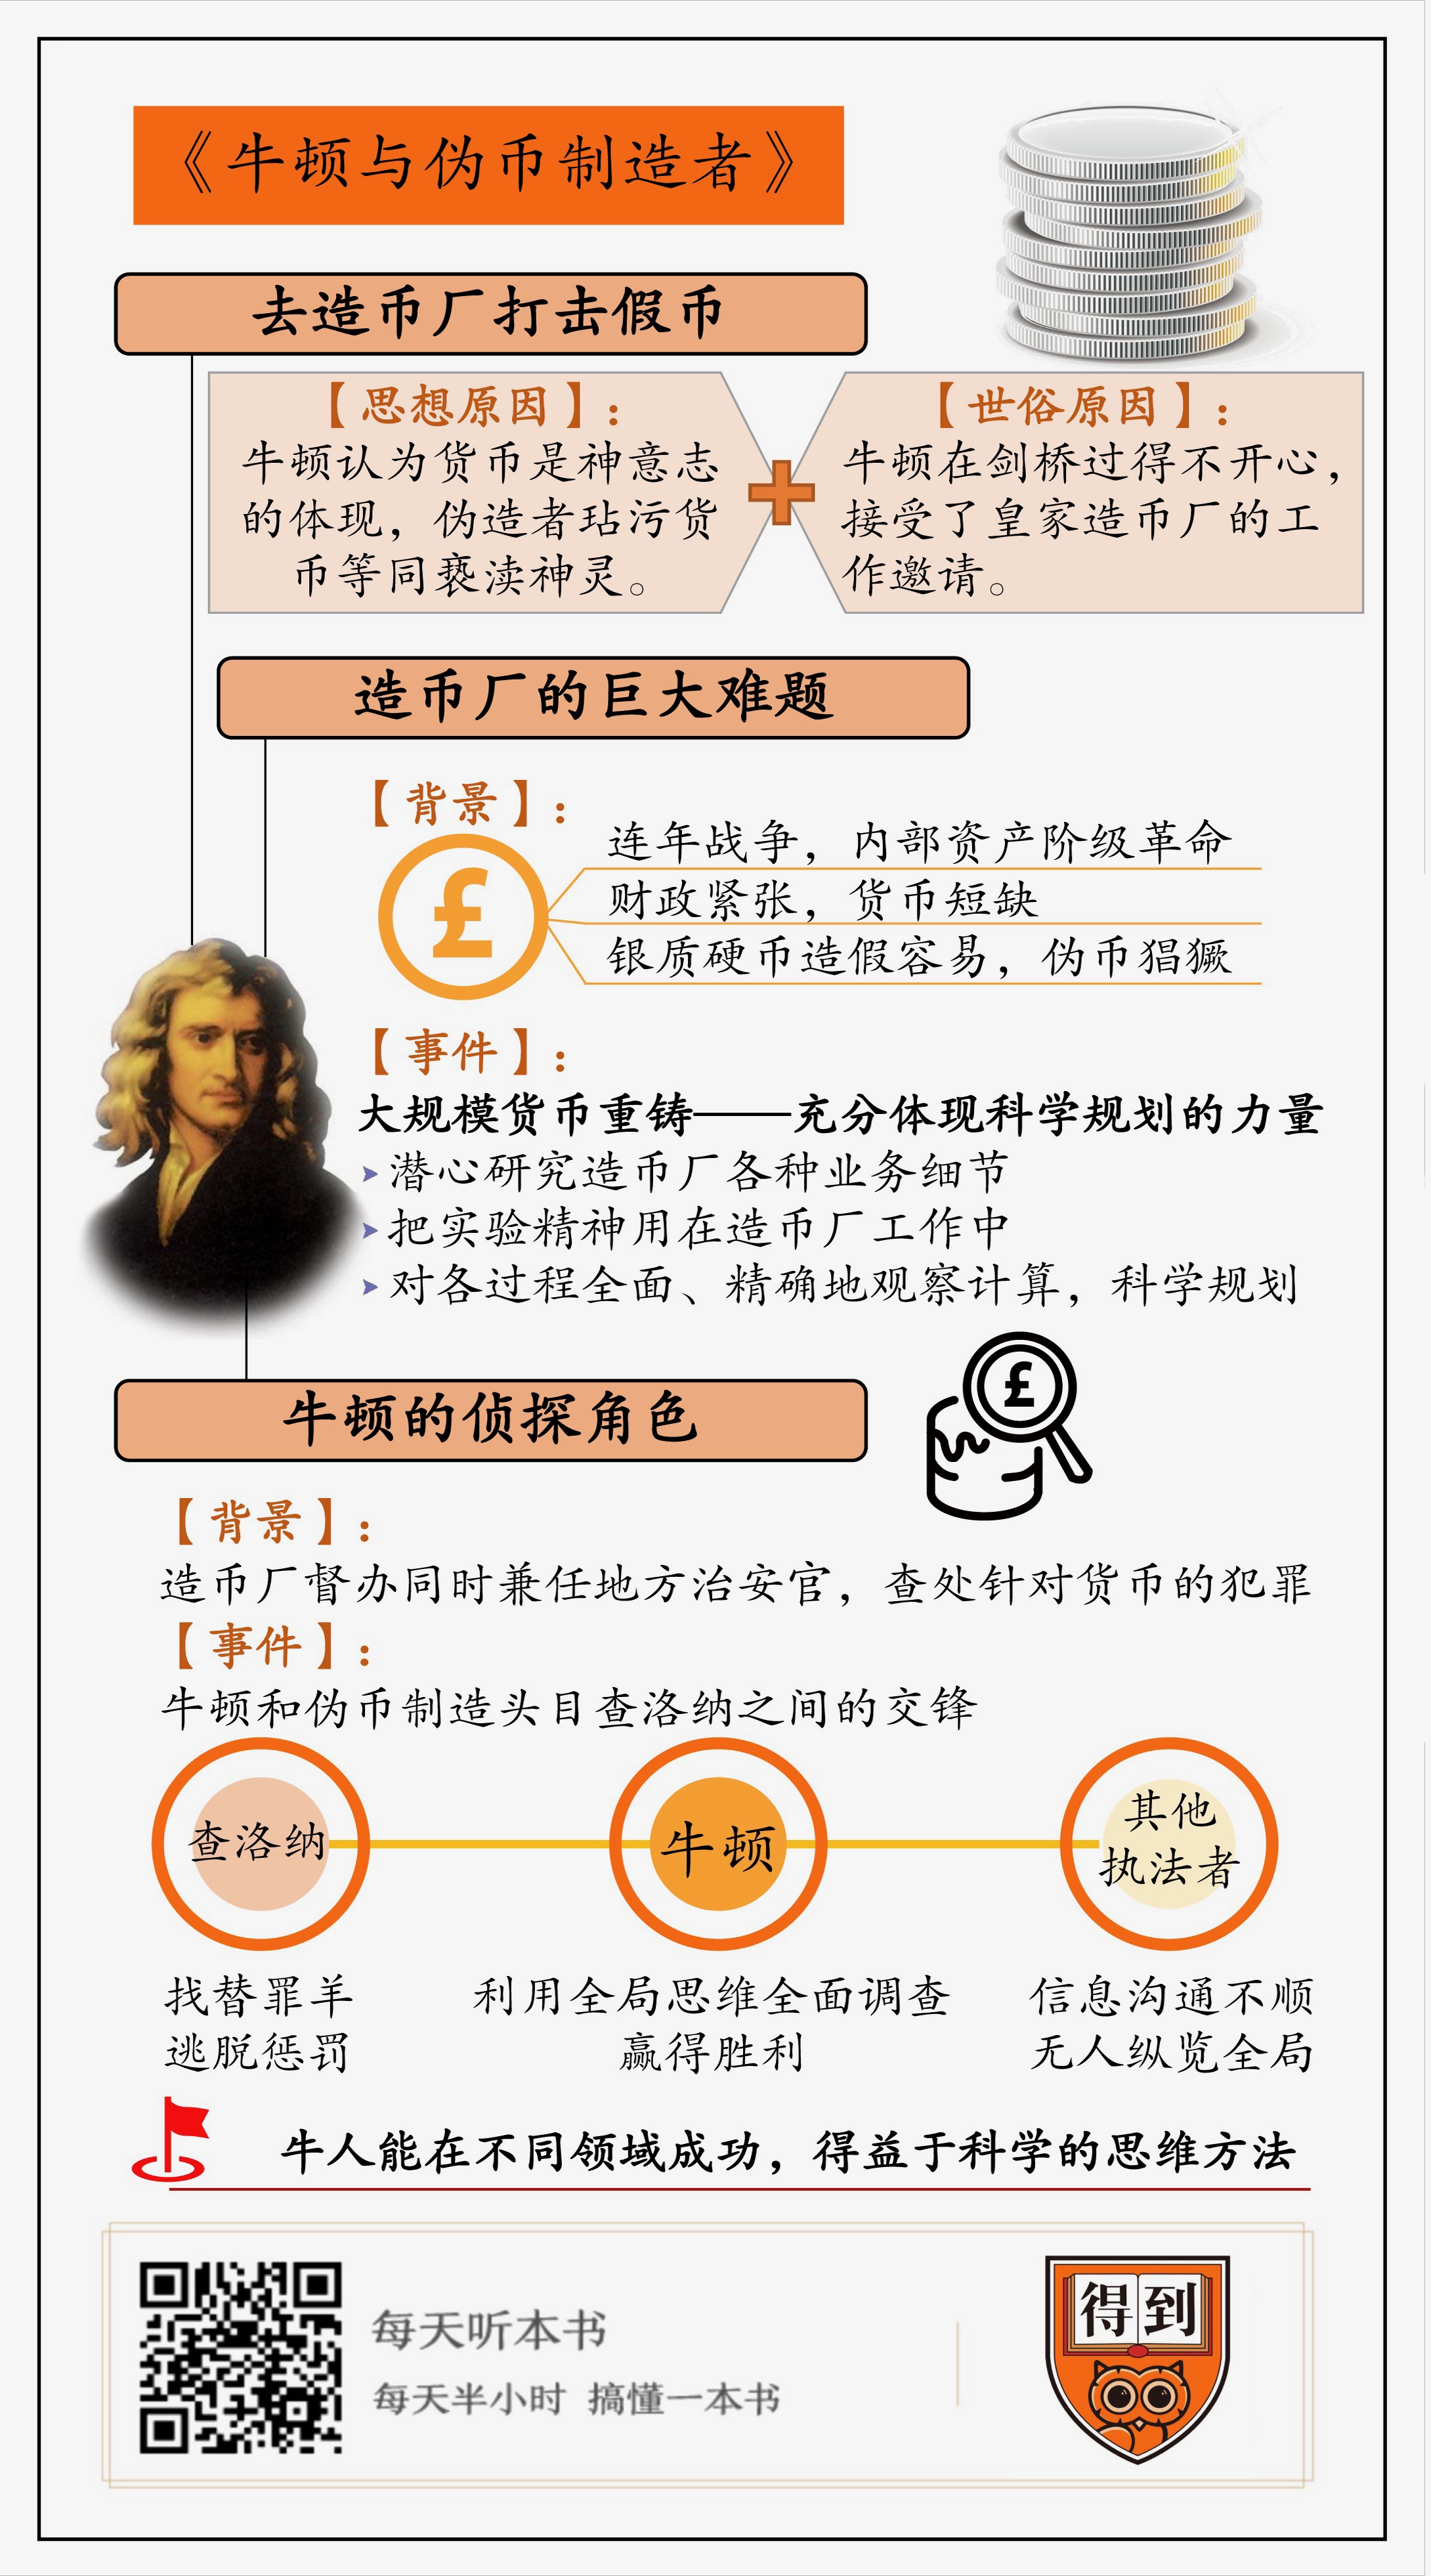 《牛顿与伪币制造者》
去造币厂打击假币
【思想原因】:
牛顿认为货币是神意志
的体现，伪造者玷污货
币等同亵渎神灵。
【世俗原因】:
牛顿在剑桥过得不开心，
接受了皇家造币厂的工
作邀请。
造币厂的巨大难题
【背景】:
£
连年战争，内部资产阶级革命
财政紧张，货币短缺
银质硬币造假容易，伪币猖獗
【事件】:
大规模货币重铸——充分体现科学规划的力量
潜心研究造币厂各种业务细节
把实验精神用在造币厂工作中
对各过程全面、精确地观察计算，科学规划
£
牛顿的侦探角色
【背景】:
造币厂督办同时兼任地方治安官，查处针对货币的犯罪
【事件】:
牛顿和伪币制造头目查洛纳之间的交锋
查洛纳
牛顿
其他
执法者
找替罪羊
逃脱惩罚
利用全局思维全面调查
赢得胜利
信息沟通不顺
无人纵览全局
牛人能在不同领域成功，得益于科学的思维方法
每天听本书
每天半小时 搞懂一本书
得到